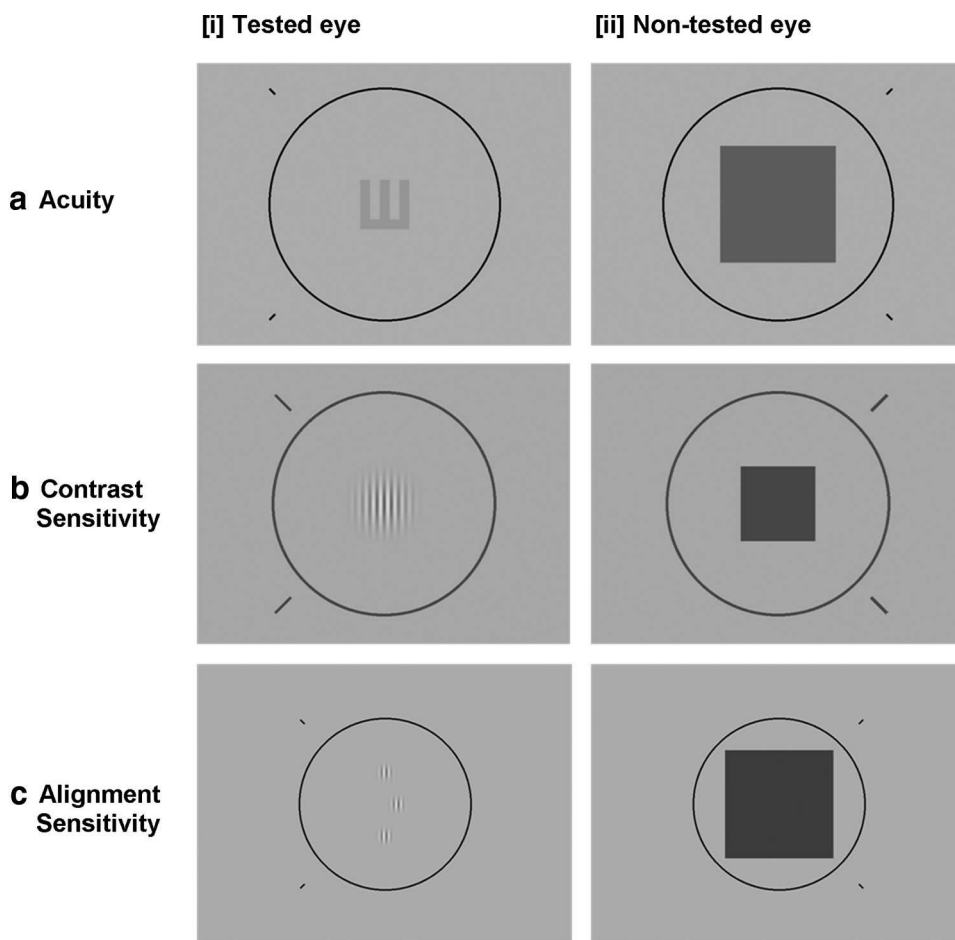 [i] Tested eye
[ii] Non-tested eye
a Acuity
b Contrast
Sensitivity
c Alignment
Sensitivity